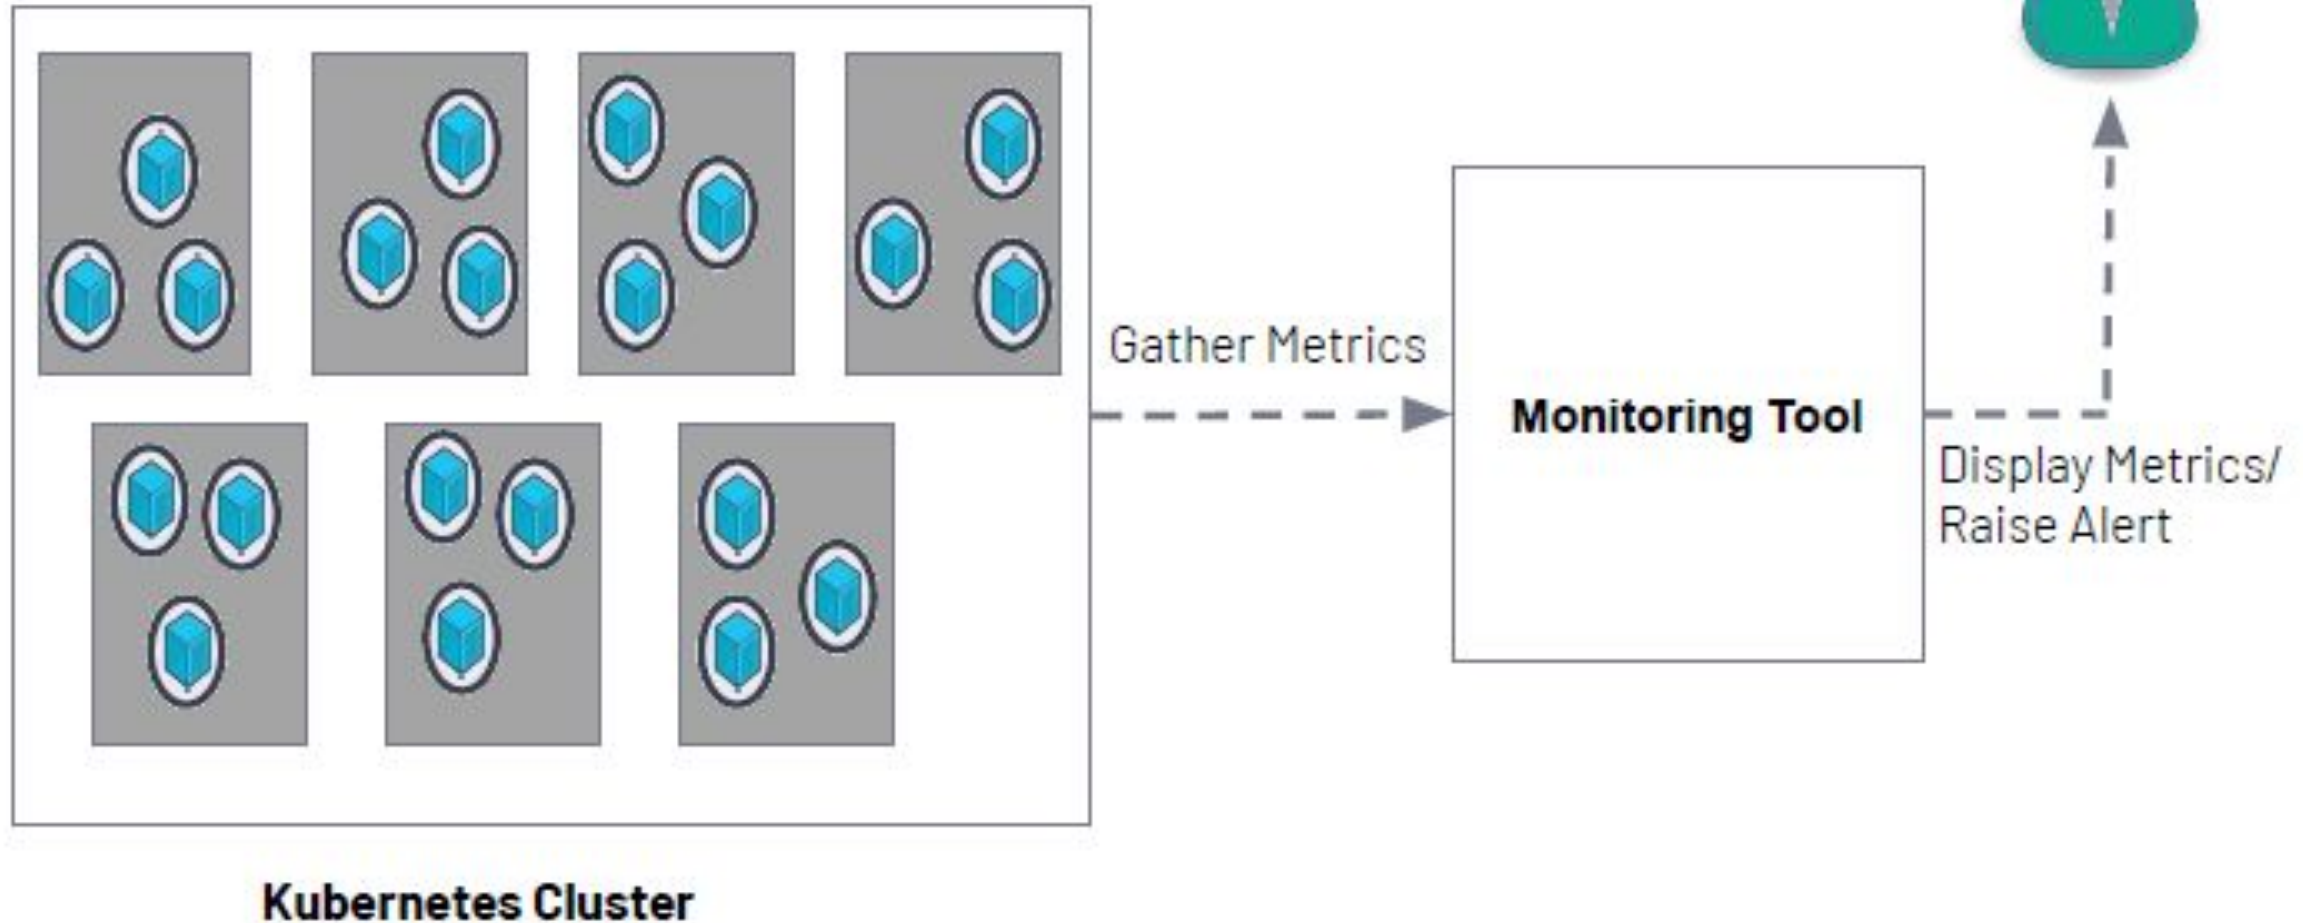 Gather Metrics
Monitoring Tool
Display Metrics/
Raise Alert
Kubernetes Cluster